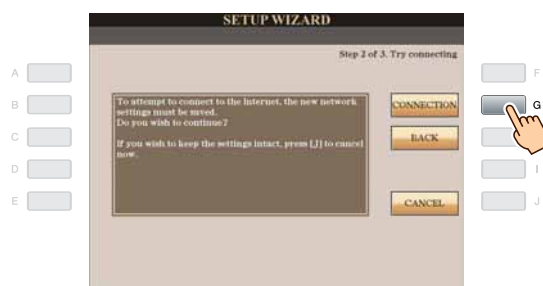 SETUP WIZARD
Step 2 of 3. Try connecting
To attempt to connect to the Internet, the new network
settings must be saved.
Do you wish to continue?
If you wish to keep the settings intact, press [J] to cancel
now.
CONNECTION
BACK
CANCEL
A
B
C
D
E
F
G
I
J